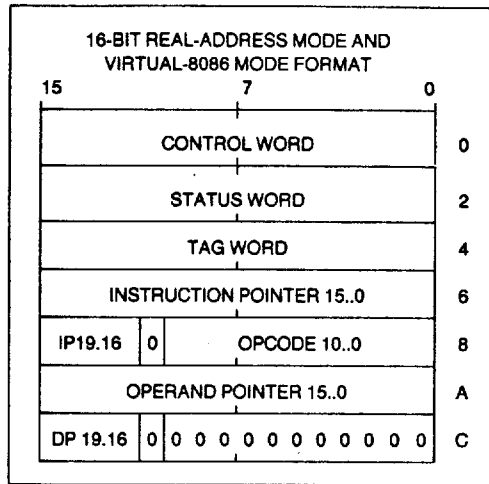 16-BIT REAL-ADDRESS MODE AND
VIRTUAL-8086 MODE FORMAT
15 7 0
CONTROL WORD 0
STATUS WORD 2
TAG WORD 4
INSTRUCTION POINTER 15..0 6
IP19.16 0 OPCODE 10..0 8
OPERAND POINTER 15..0 A
DP 19.16 0 0 0 0 0 0 0 0 0 0 0 0 C